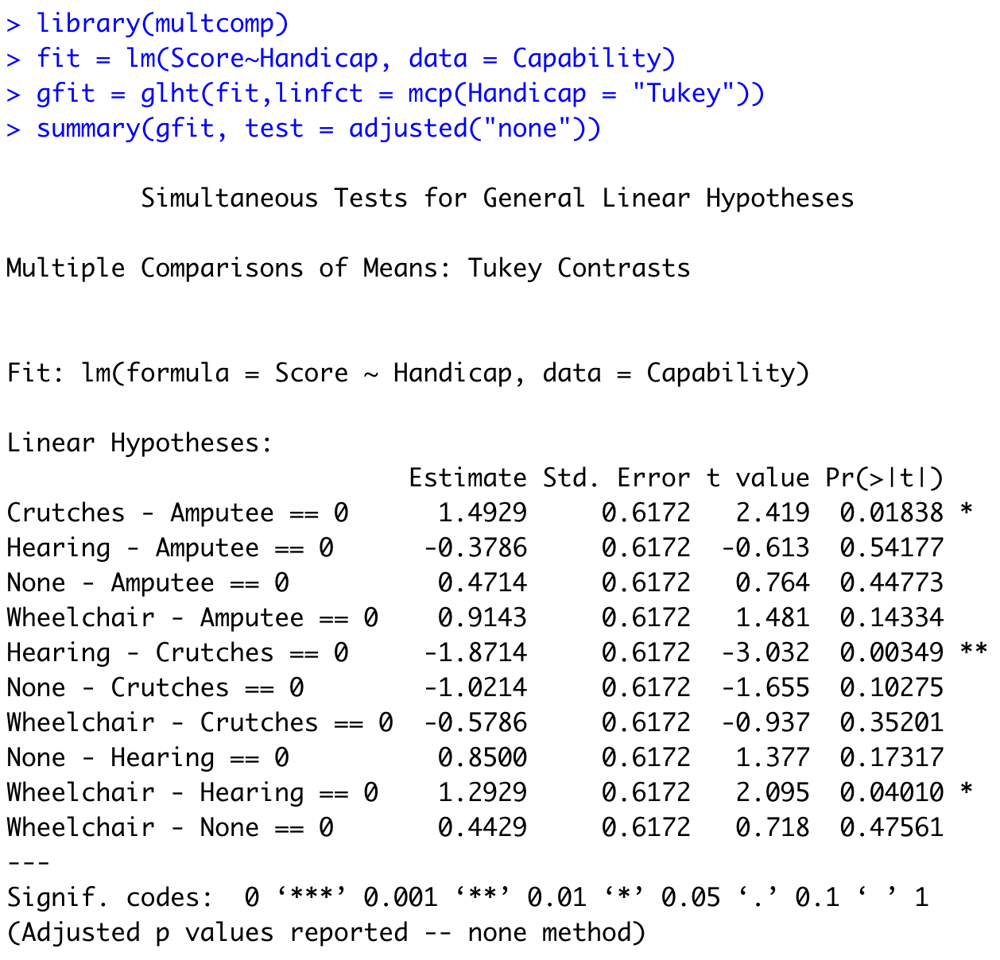 > library(multcomp)
> fit = lm(Score~Handicap, data = Capability)
> gfit = glht(fit,linfct = mcp(Handicap = "Tukey"))
> summary(gfit, test = adjusted("none"))
Simultaneous Tests for General Linear Hypotheses
Multiple Comparisons of Means: Tukey Contrasts
Fit: lm(formula = Score ~ Handicap, data = Capability)
Linear Hypotheses:
Estimate Std. Error t value Pr(>|t|)
Crutches - Amputee == 0 1.4929 0.6172 2.419 0.01838 *
Hearing - Amputee == 0 -0.3786 0.6172 -0.613 0.54177
None - Amputee == 0 0.4714 0.6172 0.764 0.44773
Wheelchair - Amputee == 0 0.9143 0.6172 1.481 0.14334
Hearing - Crutches == 0 -1.8714 0.6172 -3.032 0.00349 **
None - Crutches == 0 -1.0214 0.6172 -1.655 0.10275
Wheelchair - Crutches == 0 -0.5786 0.6172 -0.937 0.35201
None - Hearing == 0 0.8500 0.6172 1.377 0.17317
Wheelchair - Hearing == 0 1.2929 0.6172 2.095 0.04010 *
Wheelchair - None == 0 0.4429 0.6172 0.718 0.47561
---
Signif. codes: 0 ‘***’ 0.001 ‘**’ 0.01 ‘*’ 0.05 ‘.’ 0.1 ‘ ’ 1
(Adjusted p values reported -- none method)